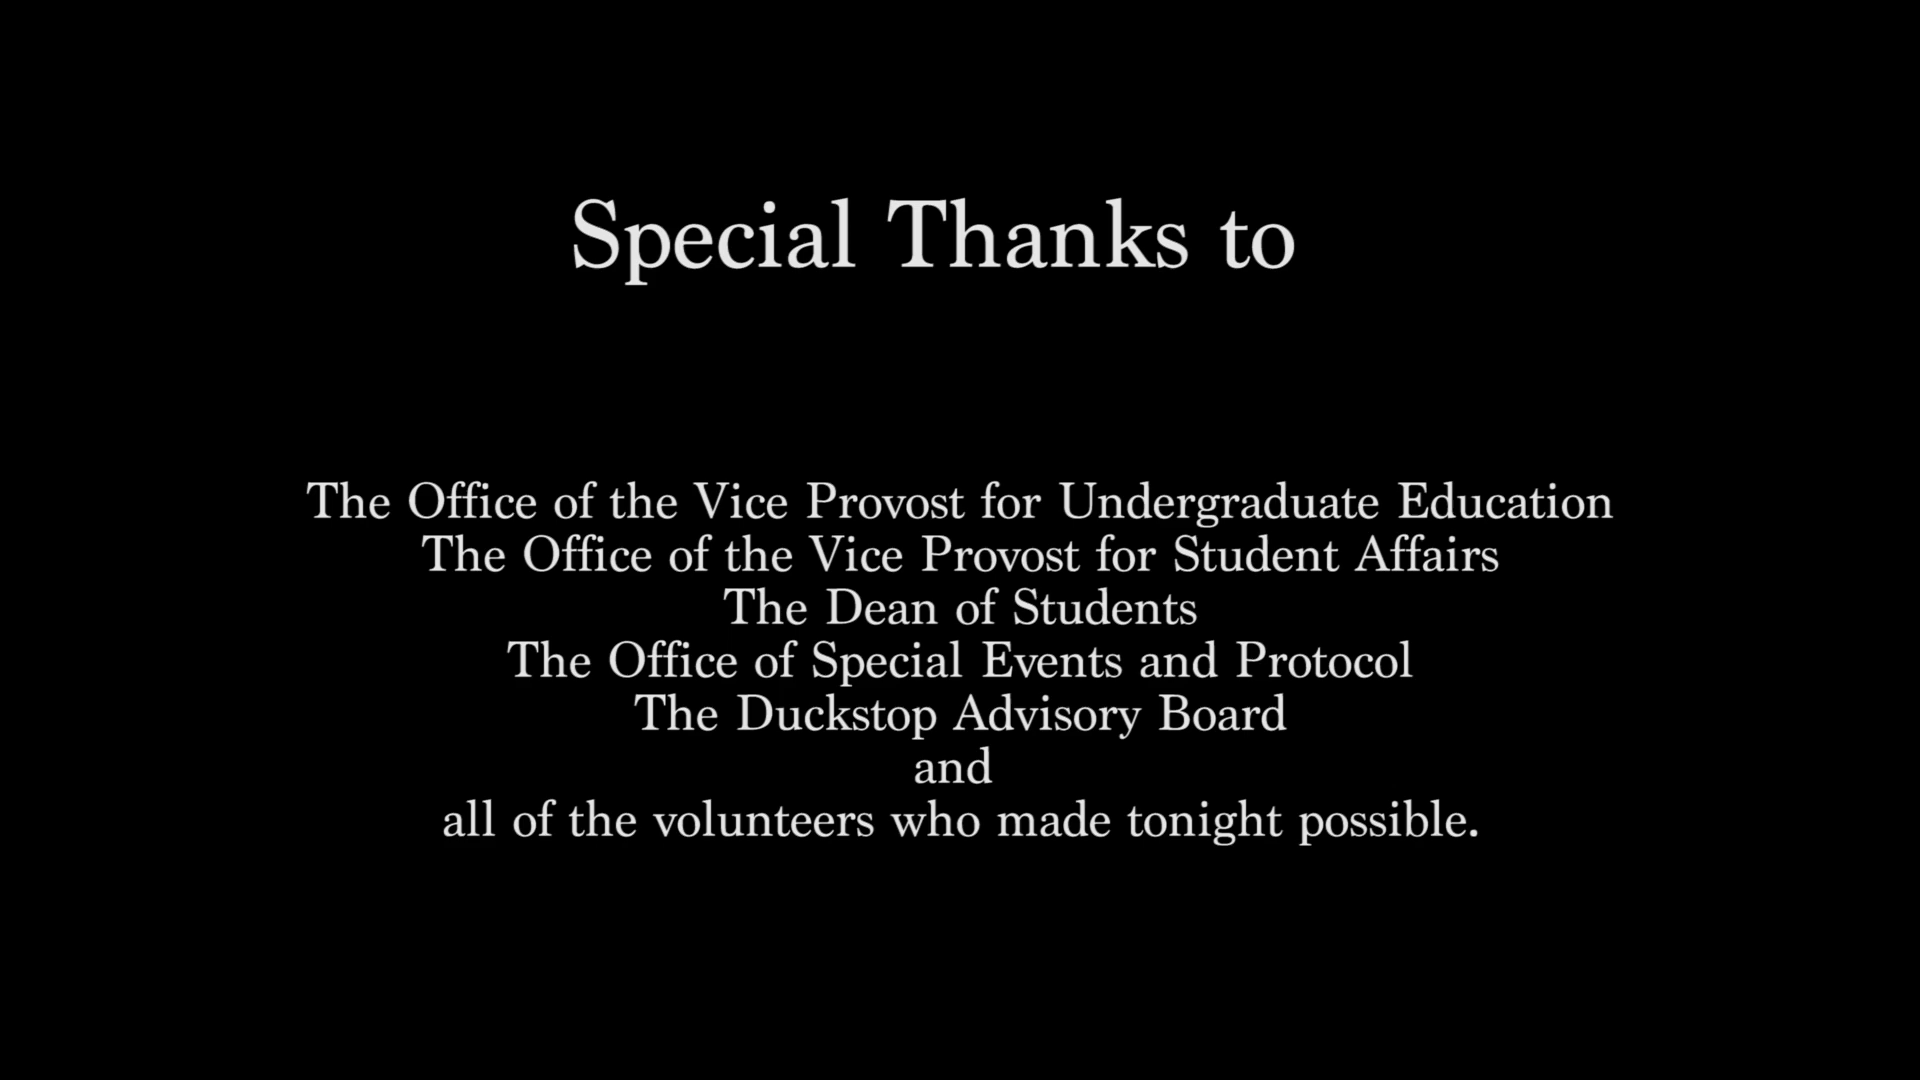 Special Thanks to
The Office of the Vice Provost for Undergraduate Education
The Office of the Vice Provost for Student Affairs
The Dean of Students
The Office of Special Events and Protocol
The Duckstop Advisory Board
and
all of the volunteers who made tonight possible.